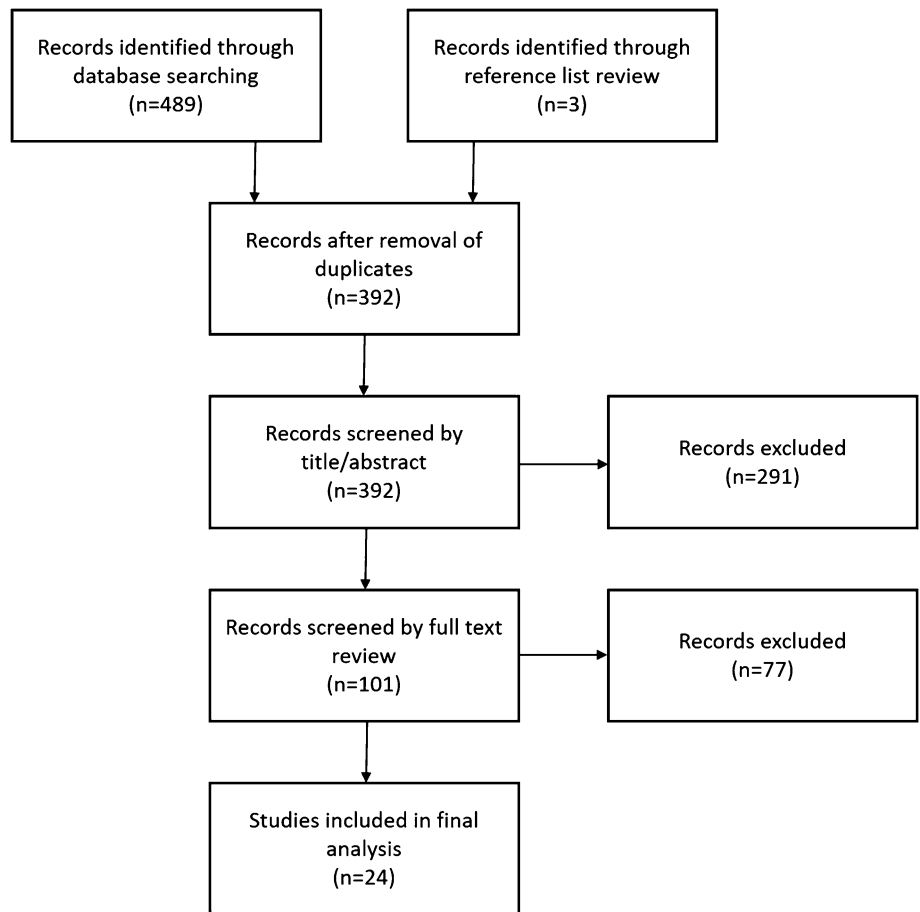 Records identified through
database searching
(n=489)
Records identified through
reference list review
(n=3)
Records after removal of
duplicates
(n=392)
Records screened by
title/abstract
(n=392)
Records excluded
(n=291)
Records screened by full text
review
(n=101)
Records excluded
(n=77)
Studies included in final
analysis
(n=24)